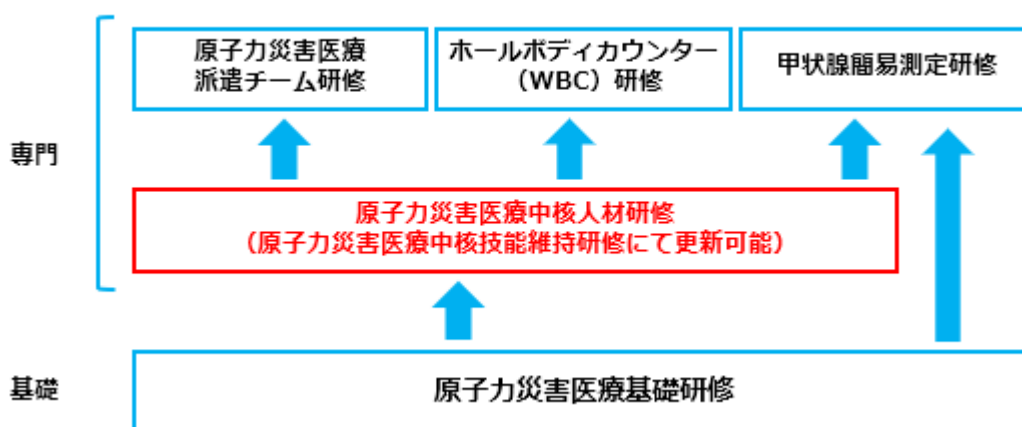 原子力災害医療
派遣チーム研修
ホールボディカウンター
（WBC）研修
甲状腺簡易測定研修
専門
原子力災害医療中核人材研修
（原子力災害医療中核技能維持研修にて更新可能）
基礎
原子力災害医療基礎研修